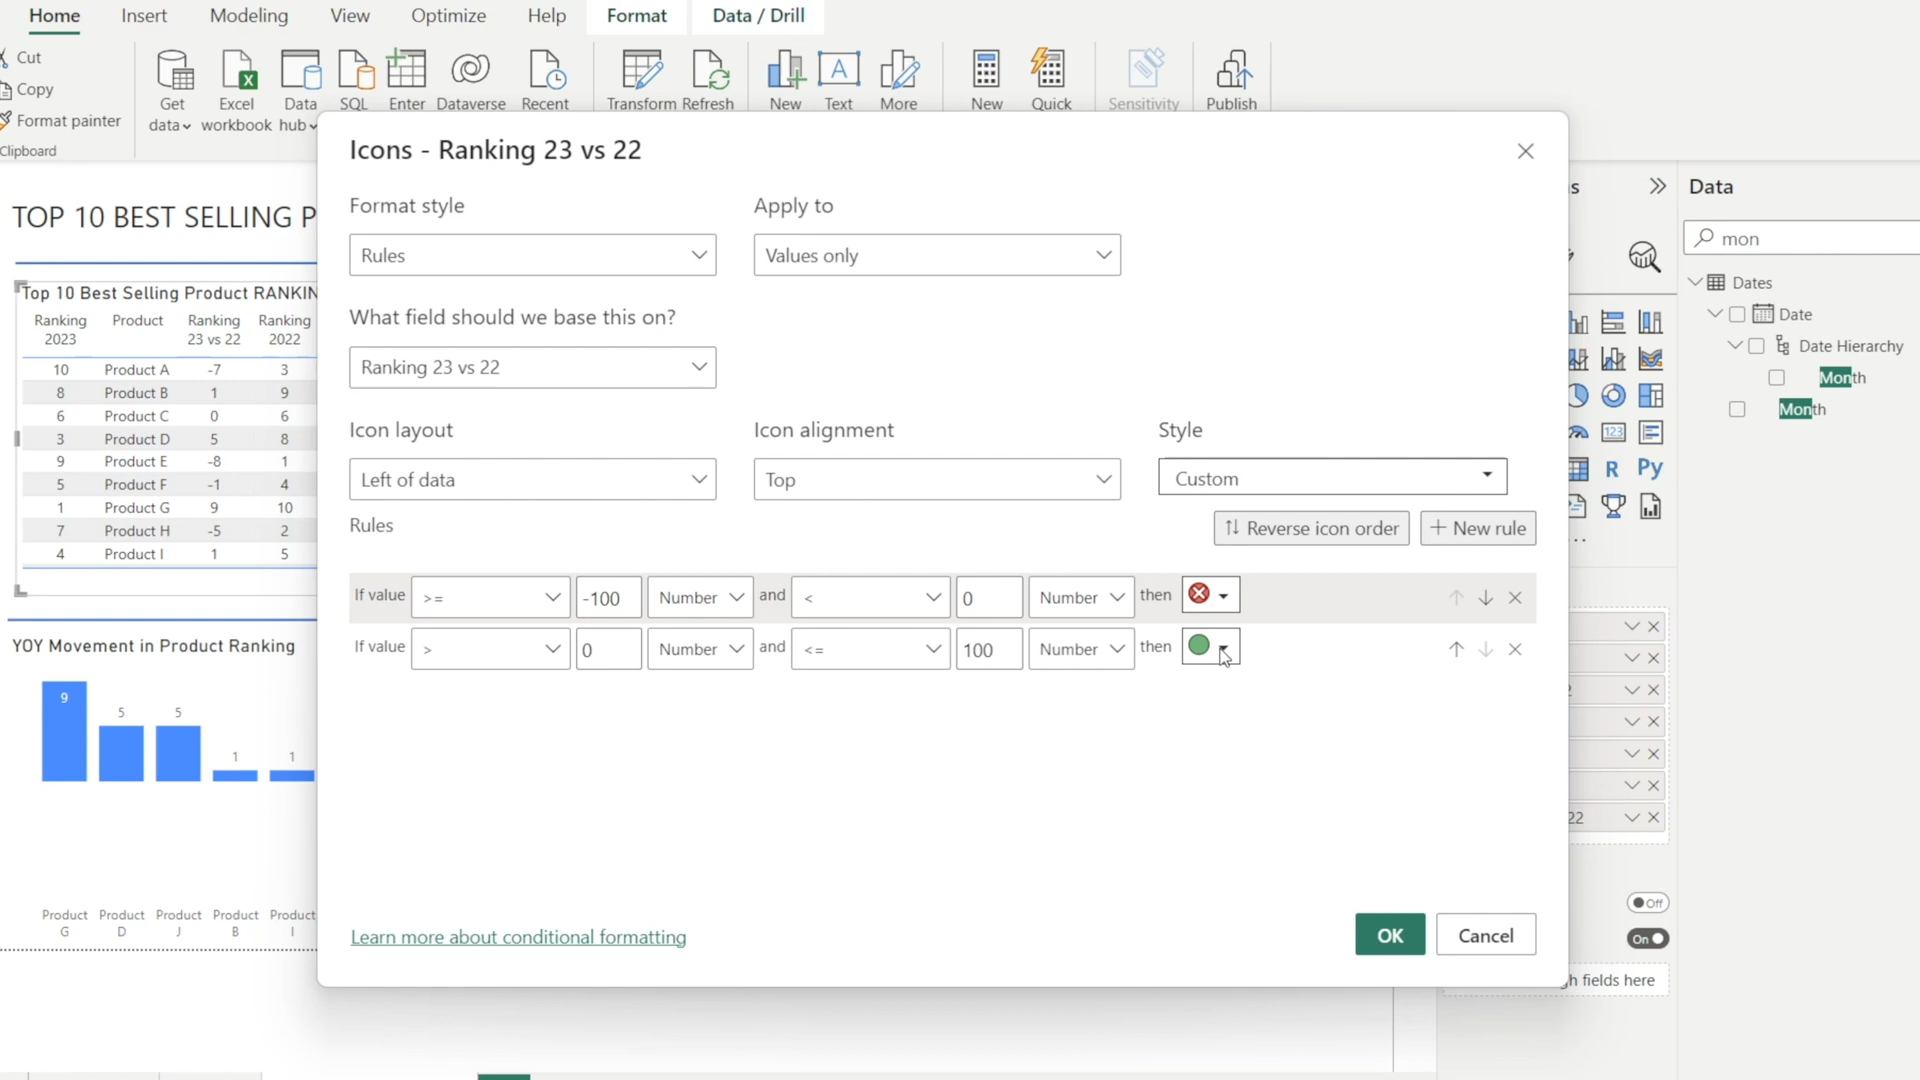 Home Insert Modeling View Optimize Help Format Data / Drill
Cut
Copy
Format painter
Clipboard
Get data
Excel workbook
Data hub
SQL
Enter
Dataverse
Recent
Transform
Refresh
New
Text
More
New
Quick
Sensitivity
Publish
TOP 10 BEST SELLING P
Top 10 Best Selling Product RANKIN
Ranking 2023 Product Ranking 23 vs 22 Ranking 2022
10 Product A -7 3
8 Product B 1 9
6 Product C 0 6
3 Product D 5 8
9 Product E -8 1
5 Product F -1 4
1 Product G 9 10
7 Product H -5 2
4 Product I 1 5
YOY Movement in Product Ranking
9 5 5 1 1
Product G
Product D
Product J
Product B
Product I
Icons - Ranking 23 vs 22
Format style
Rules
Apply to
Values only
What field should we base this on?
Ranking 23 vs 22
Icon layout
Left of data
Icon alignment
Top
Style
Custom
Rules
Reverse icon order
New rule
If value >= -100 Number and < 0 Number then
If value > 0 Number and <= 100 Number then
Learn more about conditional formatting
OK
Cancel
s
123
R
Py
2
22
Off
On
h fields here
Data
mon
Dates
Date
Date Hierarchy
Month
Month